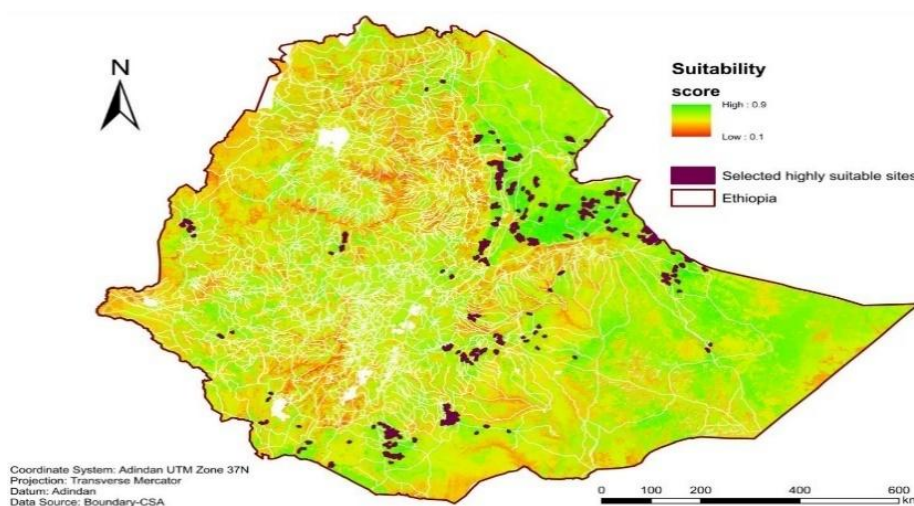 N
Suitability
score
High : 0.9
Low : 0.1
Selected highly suitable sites
Ethiopia
Coordinate System: Adindan UTM Zone 37N
Projection: Transverse Mercator
Datum: Adindan
Data Source: Boundary-CSA
0 100 200 400 600
km